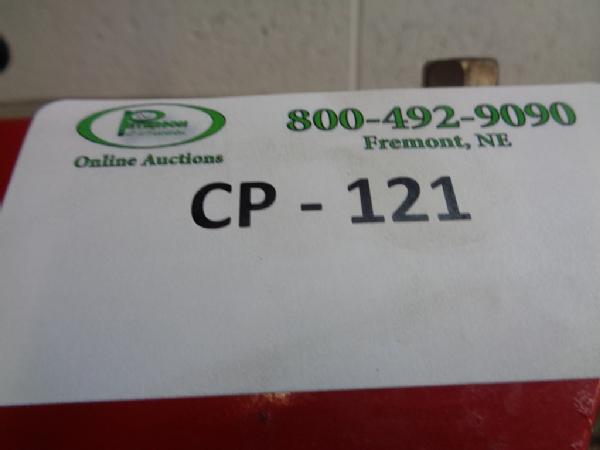 800-492-9090
Fremont, NE
Online Auctions
CP - 121